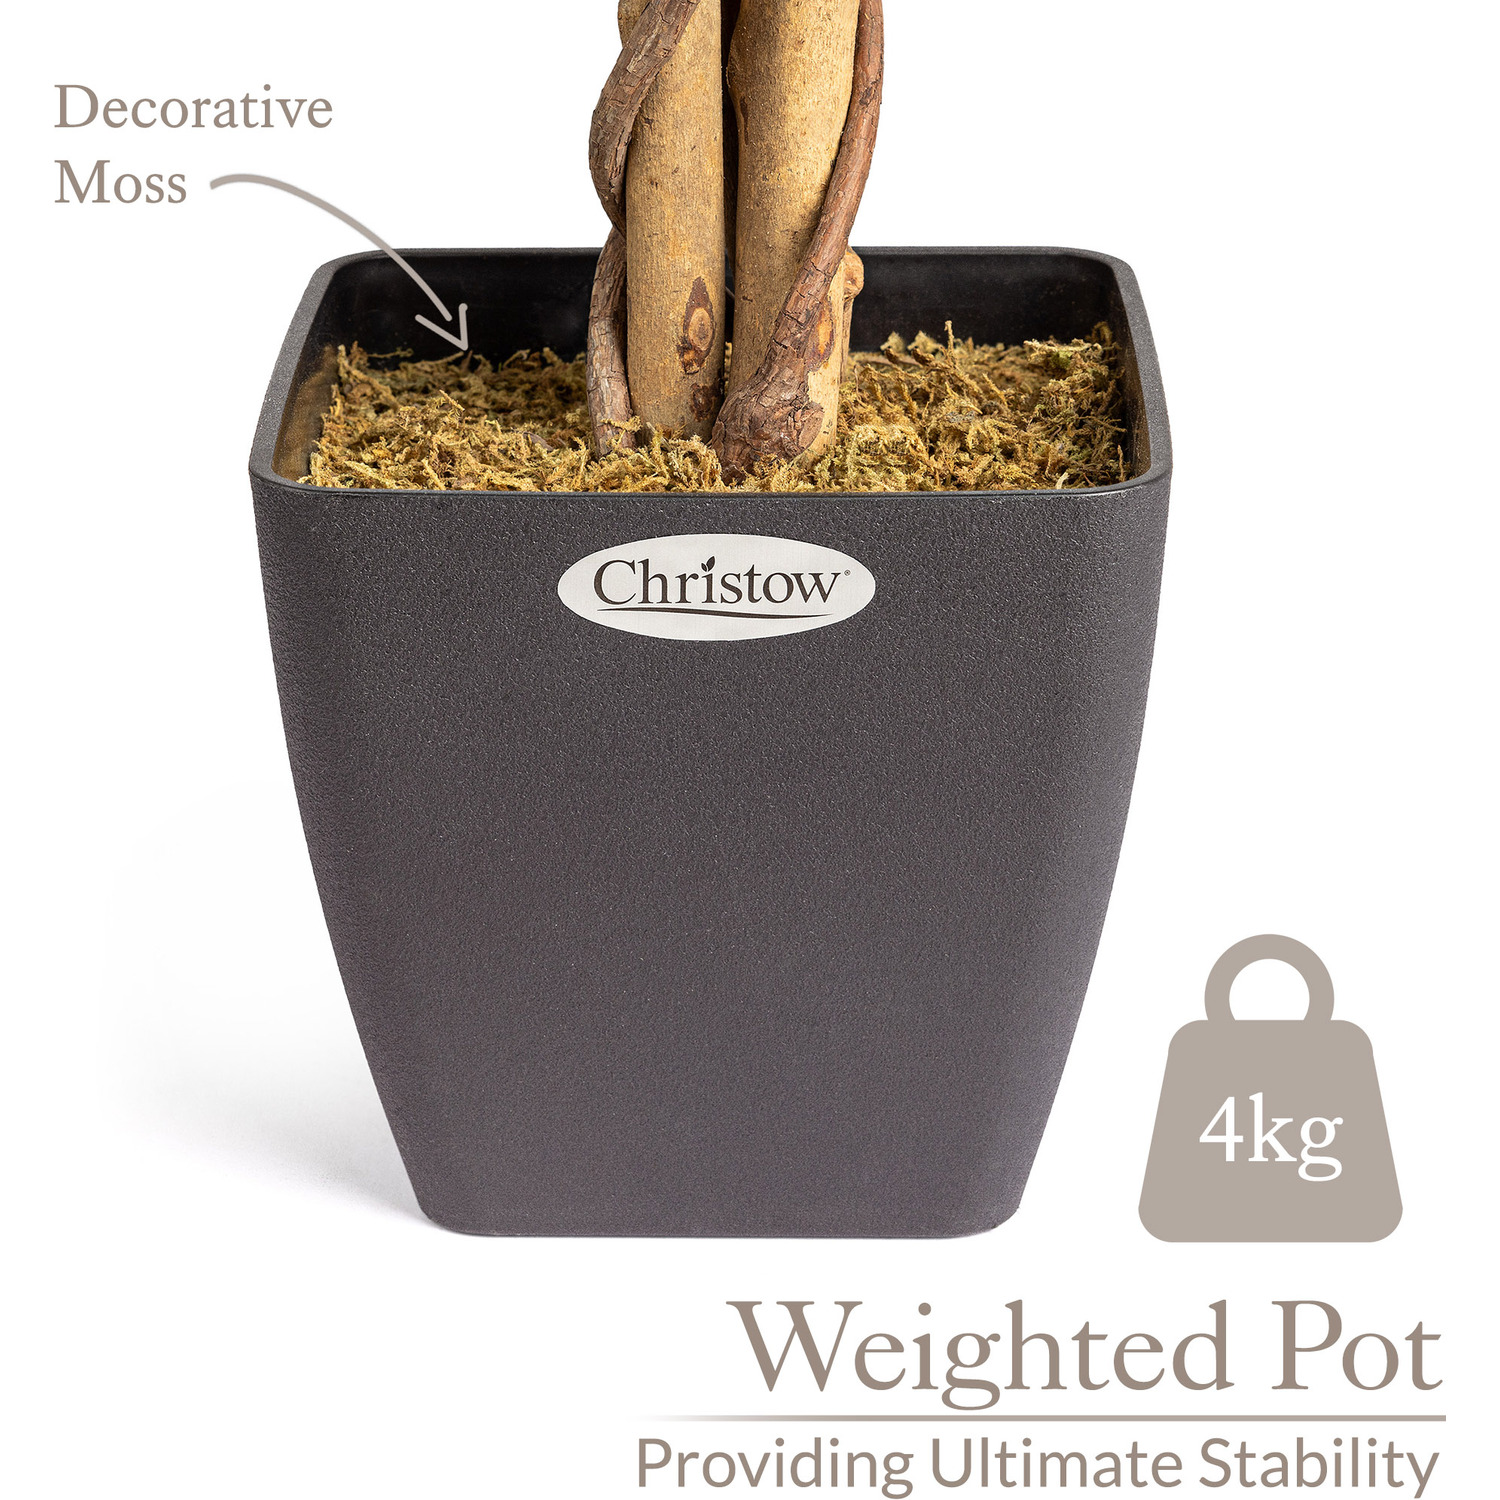 Decorative
Moss
Christow®
4kg
Weighted Pot
Providing Ultimate Stability